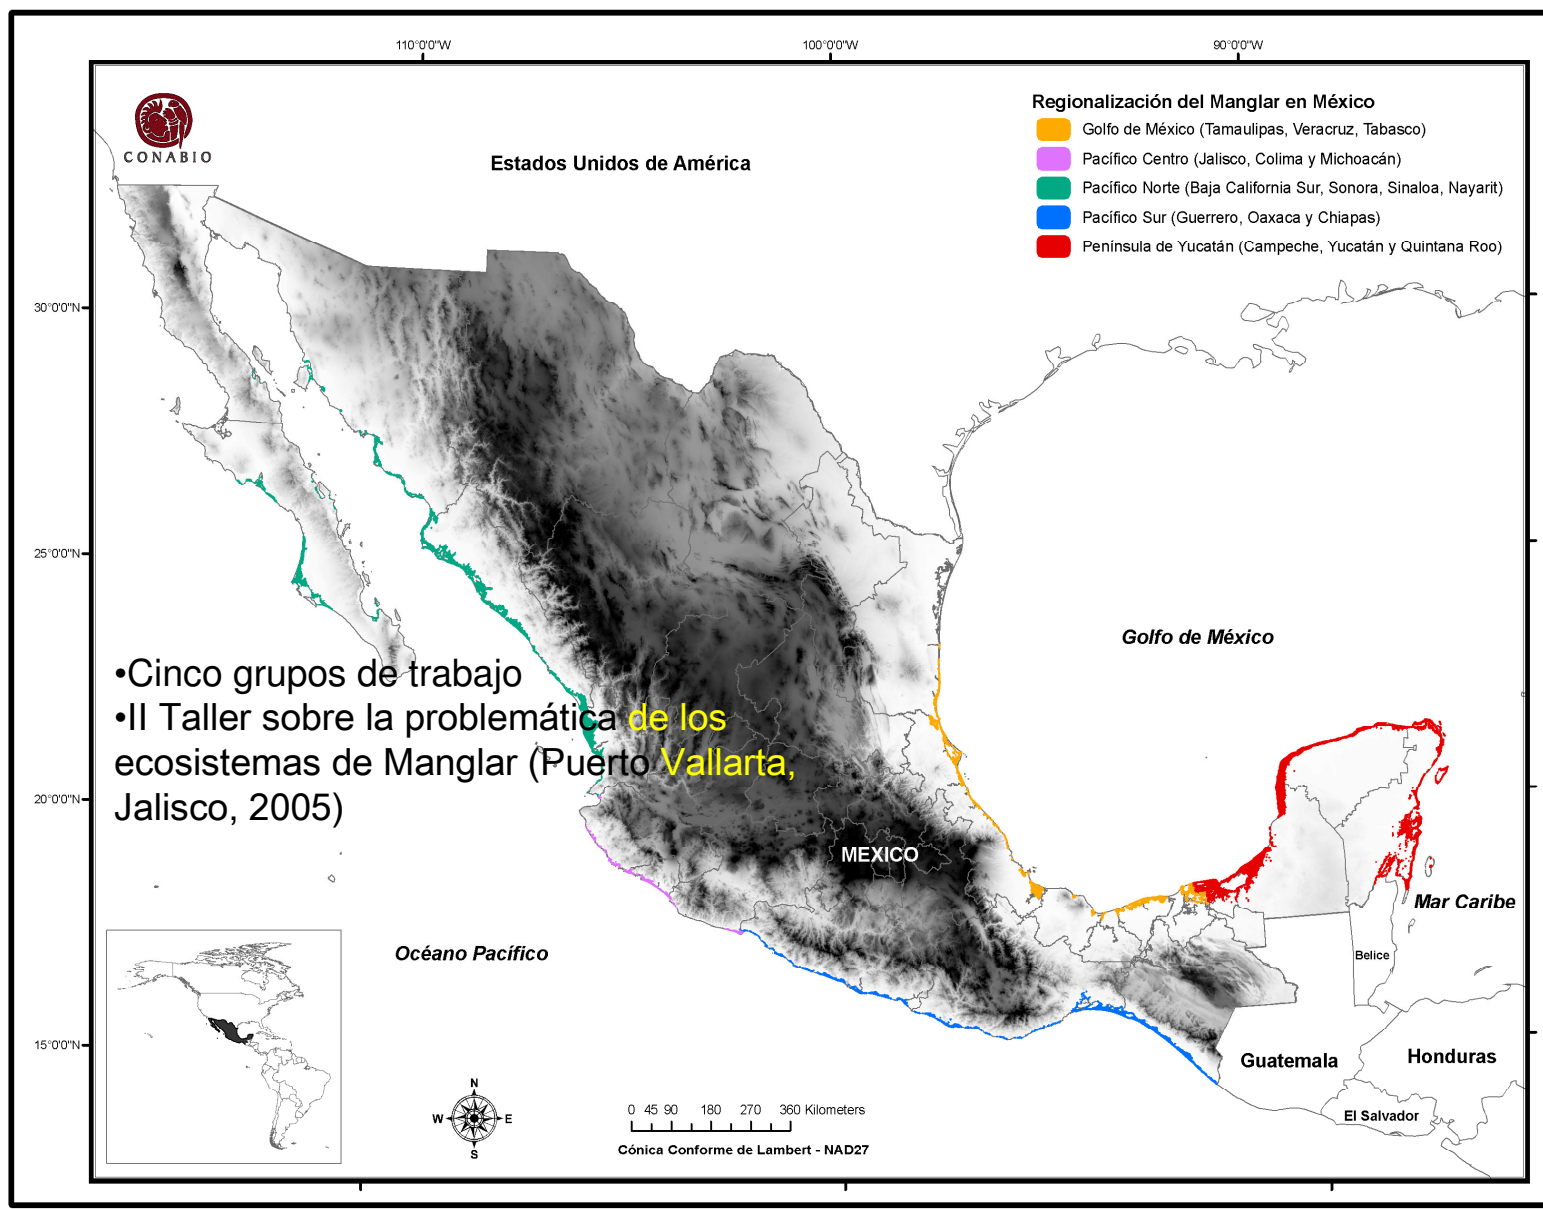 110°0'0"W
100°0'0"W
90°0'0"W
CONABIO
Estados Unidos de América
Regionalización del Manglar en México
Golfo de México (Tamaulipas, Veracruz, Tabasco)
Pacífico Centro (Jalisco, Colima y Michoacán)
Pacífico Norte (Baja California Sur, Sonora, Sinaloa, Nayarit)
Pacífico Sur (Guerrero, Oaxaca y Chiapas)
Península de Yucatán (Campeche, Yucatán y Quintana Roo)
30°0'0"N
25°0'0"N
20°0'0"N
15°0'0"N
Golfo de México
•Cinco grupos de trabajo
•II Taller sobre la problemática de los
ecosistemas de Manglar (Puerto Vallarta,
Jalisco, 2005)
MEXICO
Mar Caribe
Océano Pacífico
Belice
Guatemala
Honduras
El Salvador
N
W
E
S
0 45 90 180 270 360 Kilometers
Cónica Conforme de Lambert - NAD27